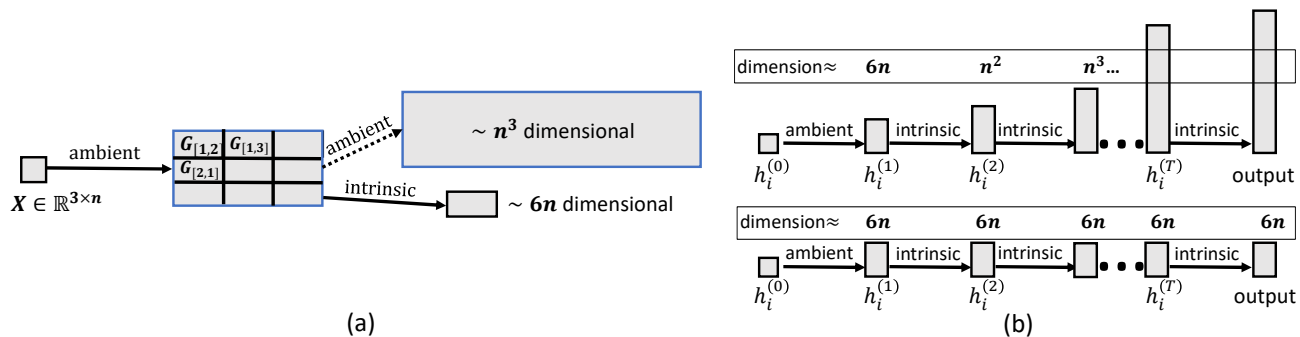 ambient
X ∈ ℝ^{3×n}
G_{[1,2]} G_{[1,3]}
G_{[2,1]}
ambient
~ n^3 dimensional
intrinsic
~ 6n dimensional
(a)
dimension≈ 6n n^2 n^3...
ambient intrinsic intrinsic intrinsic
h_i^{(0)} h_i^{(1)} h_i^{(2)} h_i^{(T)} output
dimension≈ 6n 6n 6n 6n 6n
ambient intrinsic intrinsic intrinsic
h_i^{(0)} h_i^{(1)} h_i^{(2)} h_i^{(T)} output
(b)